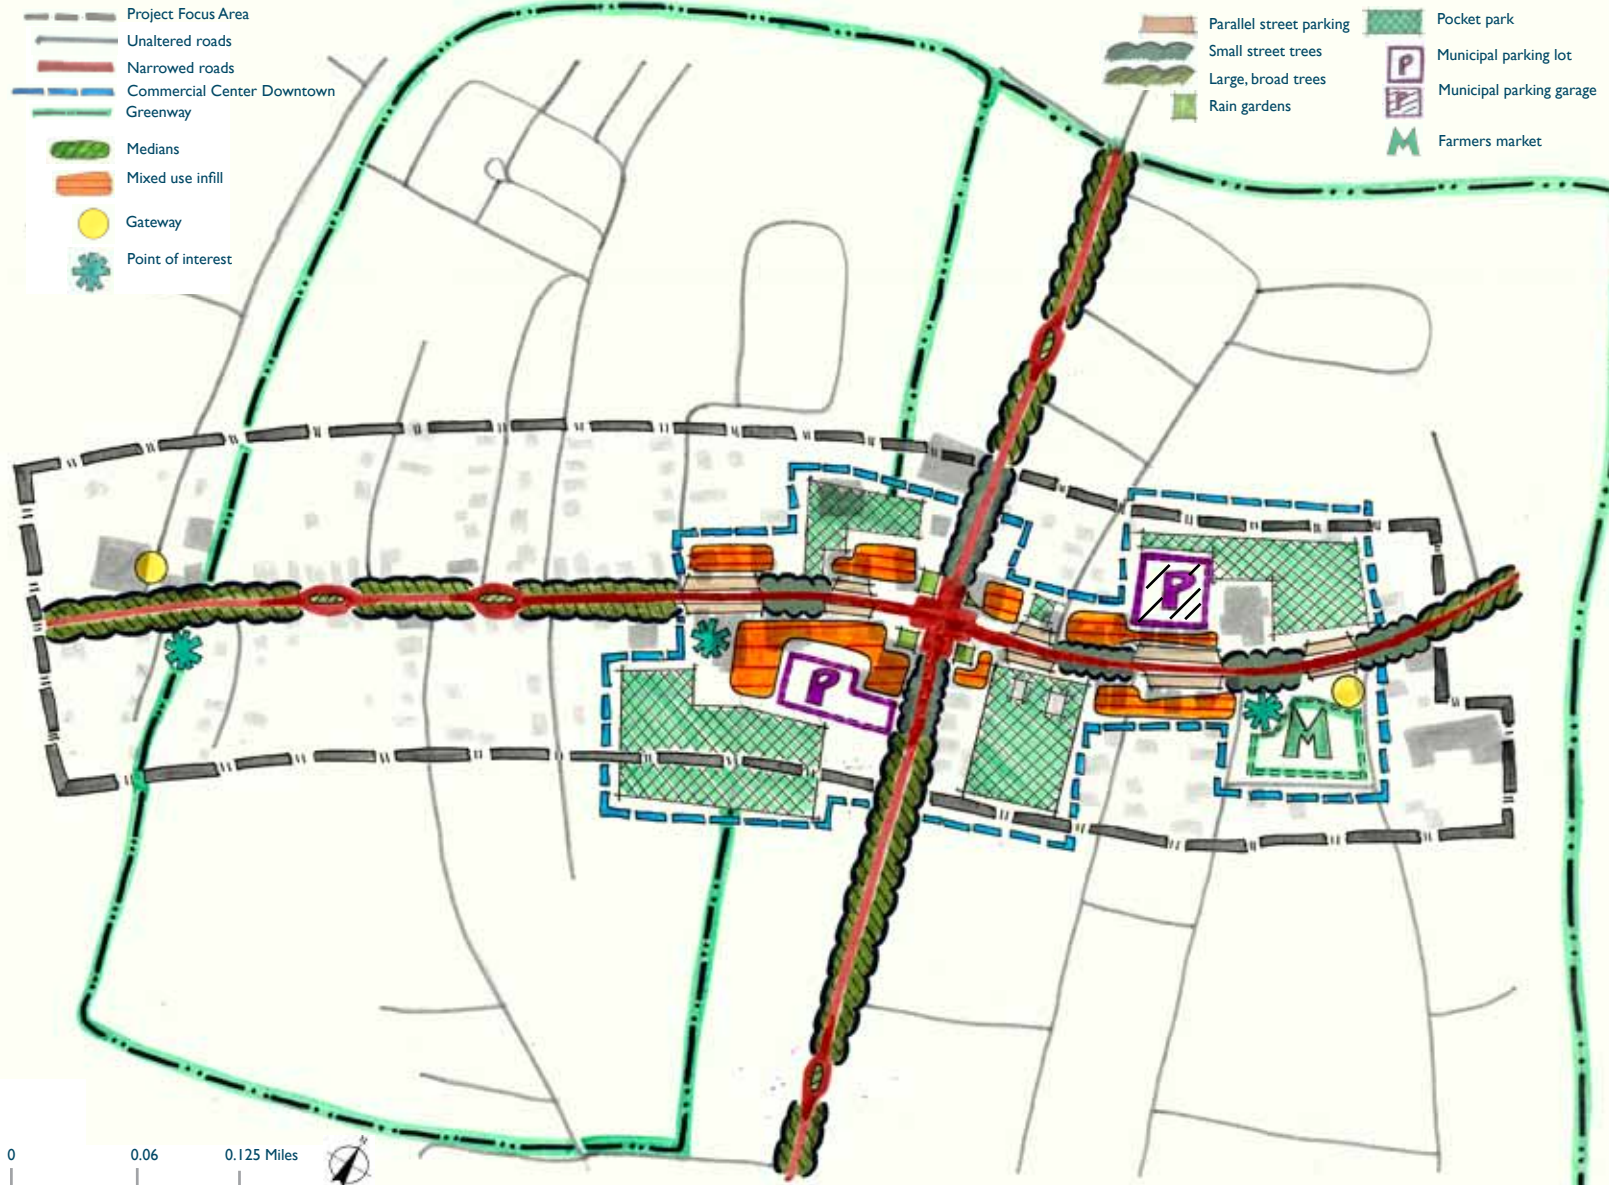 Project Focus Area
Unaltered roads
Narrowed roads
Commercial Center Downtown
Greenway
Medians
Mixed use infill
Gateway
Point of interest
Parallel street parking
Small street trees
Large, broad trees
Rain gardens
Pocket park
P
Municipal parking lot
P
Municipal parking garage
M
Farmers market
P
P
M
0
0.06
0.125 Miles
N